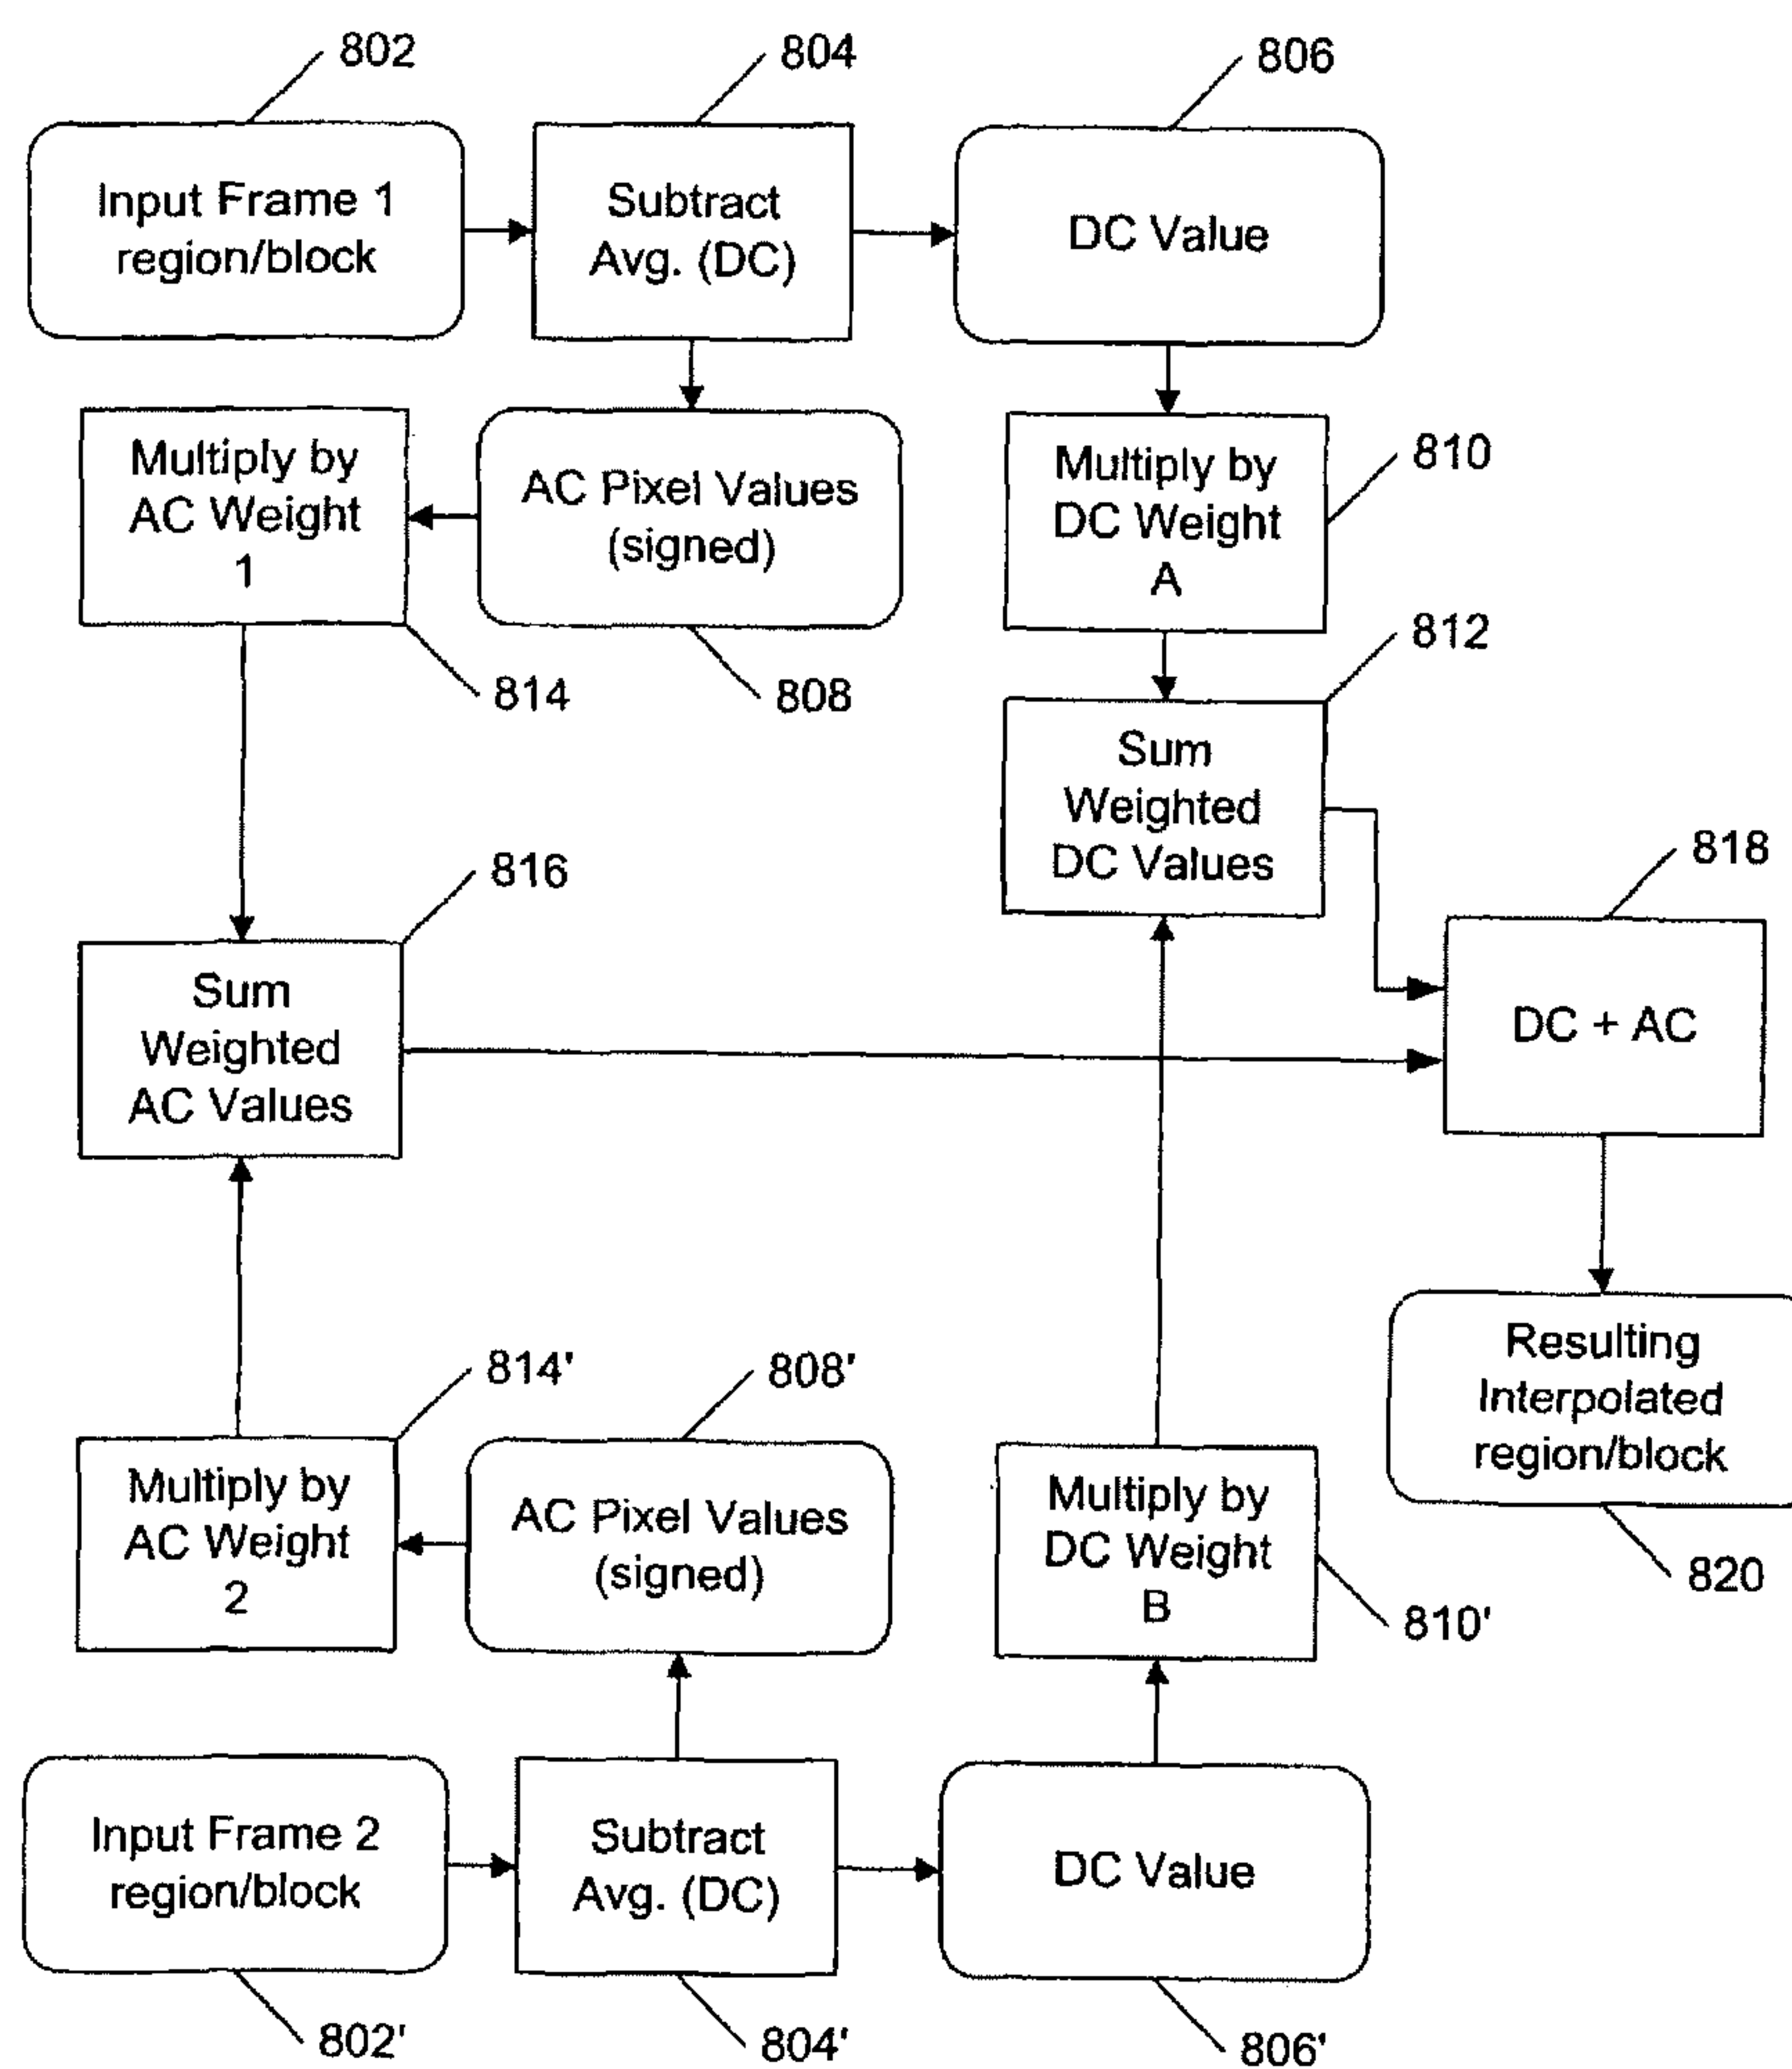 802
804
806
Input Frame 1
region/block
Subtract
Avg. (DC)
DC Value
Multiply by
AC Weight
1
AC Pixel Values
(signed)
Multiply by
DC Weight
A
810
814
808
812
Sum
Weighted
DC Values
816
818
Sum
Weighted
AC Values
DC + AC
814'
808'
Resulting
Interpolated
region/block
Multiply by
AC Weight
2
AC Pixel Values
(signed)
Multiply by
DC Weight
B
820
810'
Input Frame 2
region/block
Subtract
Avg. (DC)
DC Value
802'
804'
806'